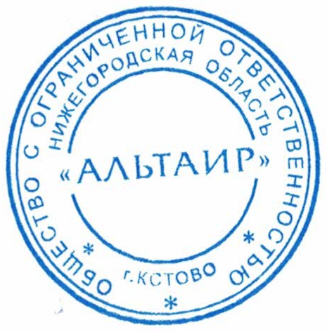 ОБЩЕСТВО С ОГРАНИЧЕННОЙ ОТВЕТСТВЕННОСТЬЮ
НИЖЕГОРОДСКАЯ ОБЛАСТЬ
«АЛЬТАИР»
г.КСТОВО